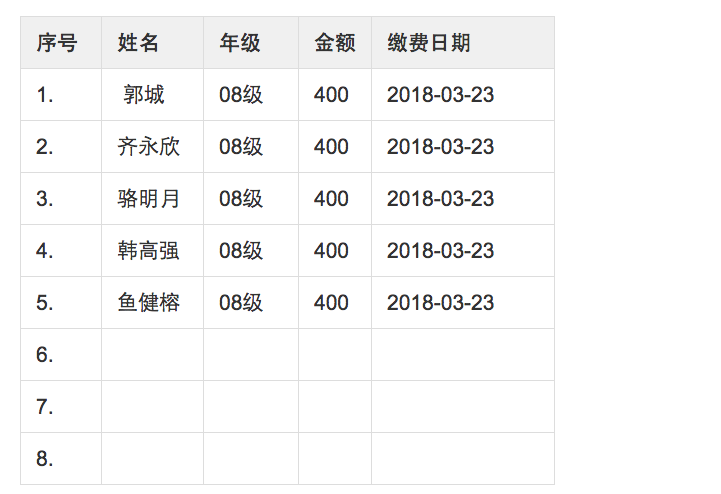 序号 姓名 年级 金额 缴费日期
1. 郭城 08级 400 2018-03-23
2. 齐永欣 08级 400 2018-03-23
3. 骆明月 08级 400 2018-03-23
4. 韩高强 08级 400 2018-03-23
5. 鱼健榕 08级 400 2018-03-23
6.
7.
8.